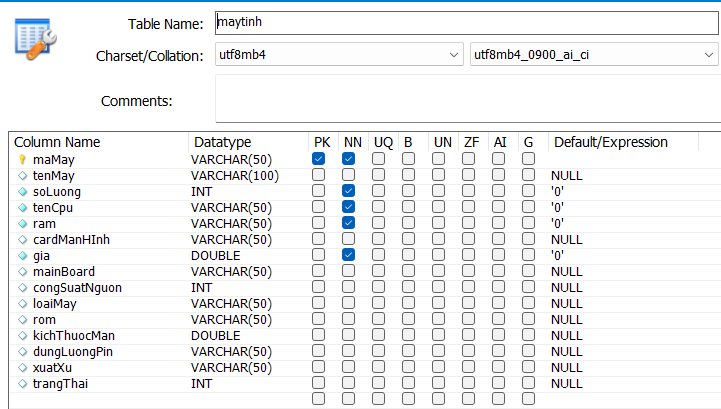 Table Name: maytinh
Charset/Collation: utf8mb4 utf8mb4_0900_ai_ci
Comments:
Column Name Datatype PK NN UQ B UN ZF AI G Default/Expression
maMay VARCHAR(50)
tenMay VARCHAR(100) NULL
soLuong INT '0'
tenCpu VARCHAR(50) '0'
ram VARCHAR(50) '0'
cardManHInh VARCHAR(50) NULL
gia DOUBLE '0'
mainBoard VARCHAR(50) NULL
congSuatNguon INT NULL
loaiMay VARCHAR(50) NULL
rom VARCHAR(50) NULL
kichThuocMan DOUBLE NULL
dungLuongPin VARCHAR(50) NULL
xuatXu VARCHAR(50) NULL
trangThai INT NULL